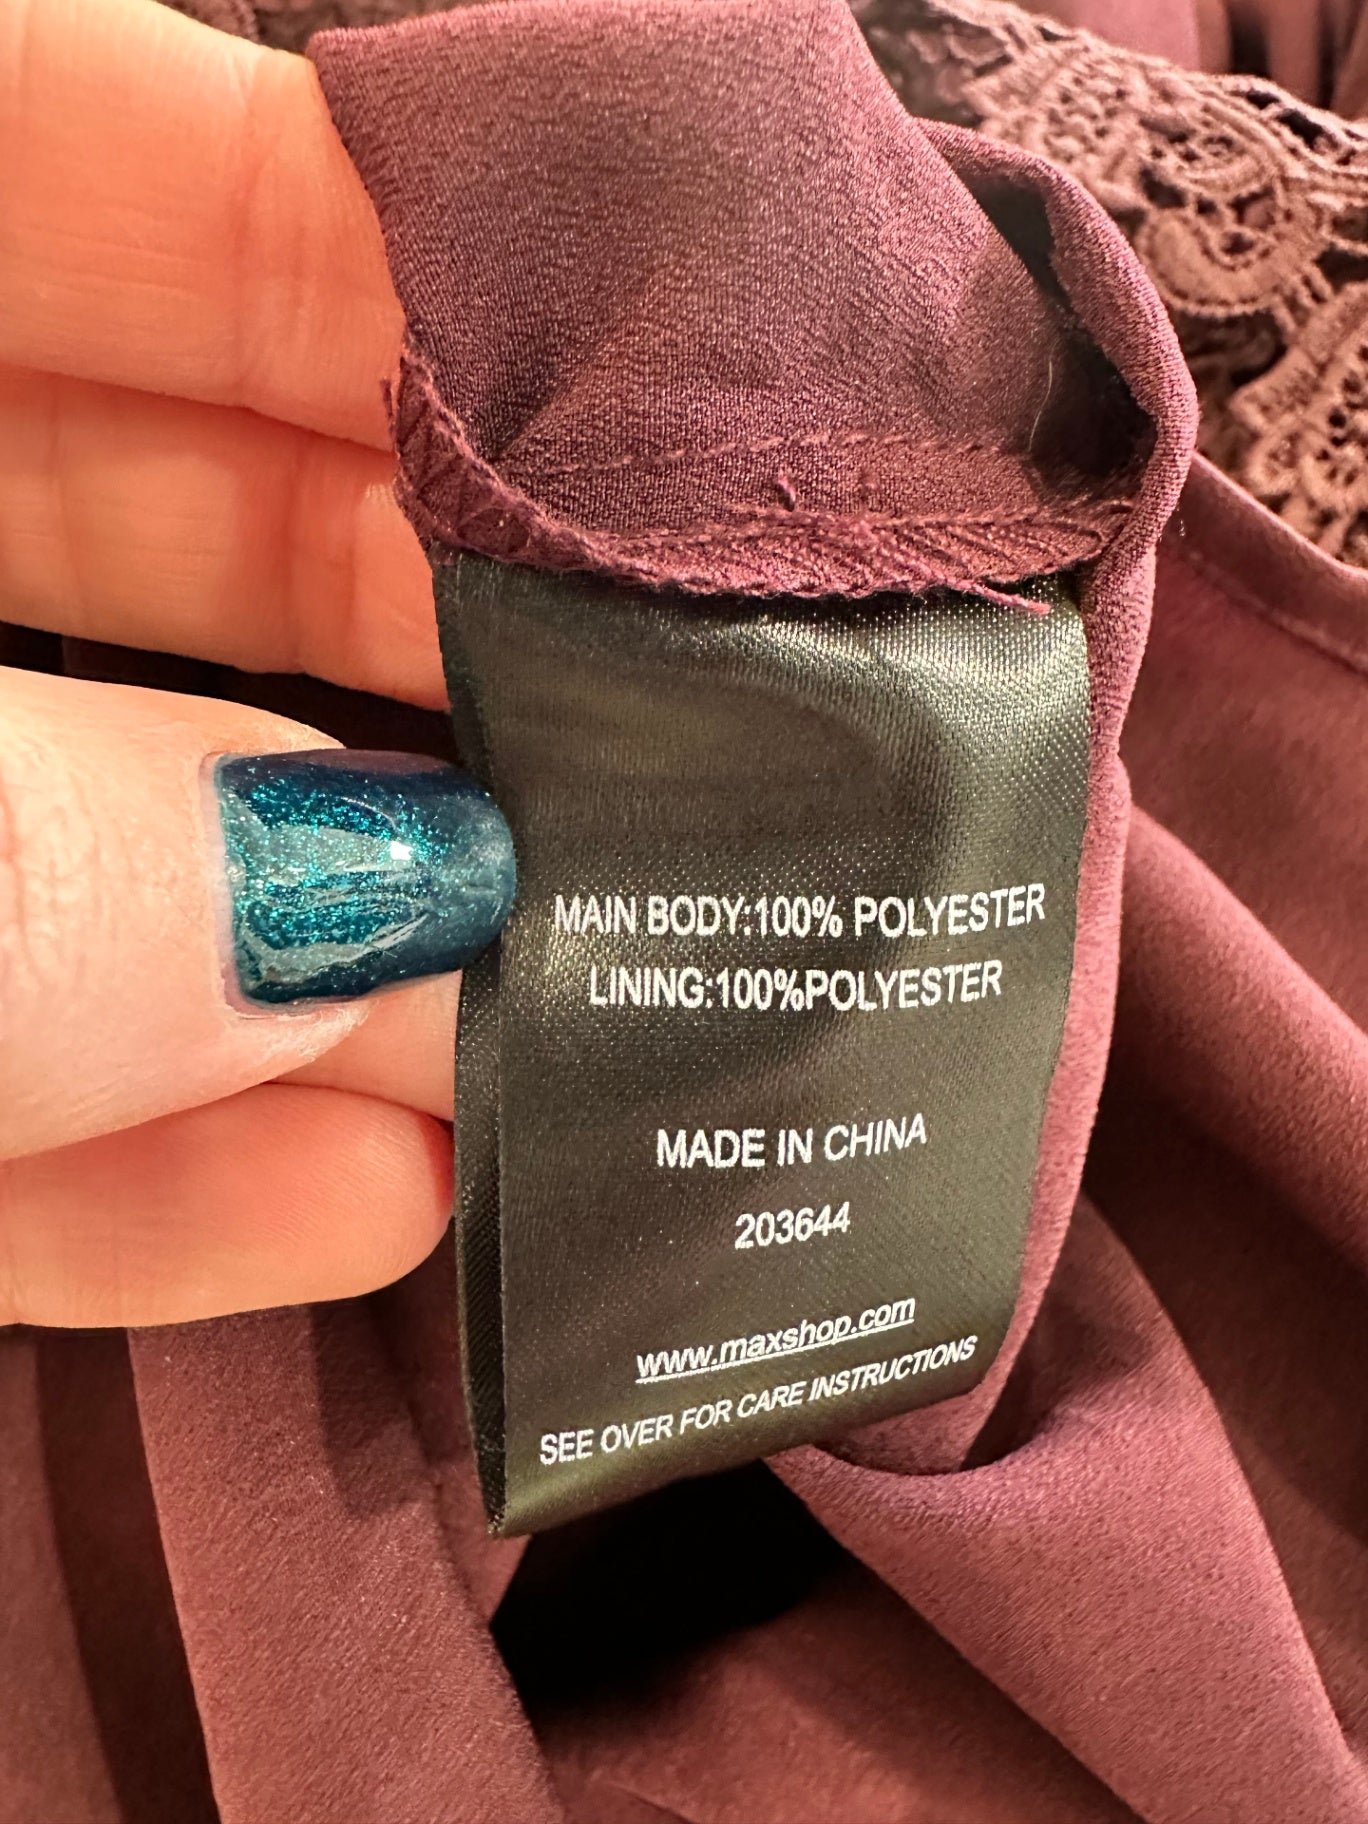 MAIN BODY:100% POLYESTER
LINING:100%POLYESTER
MADE IN CHINA
203644
www.maxshop.com
SEE OVER FOR CARE INSTRUCTIONS